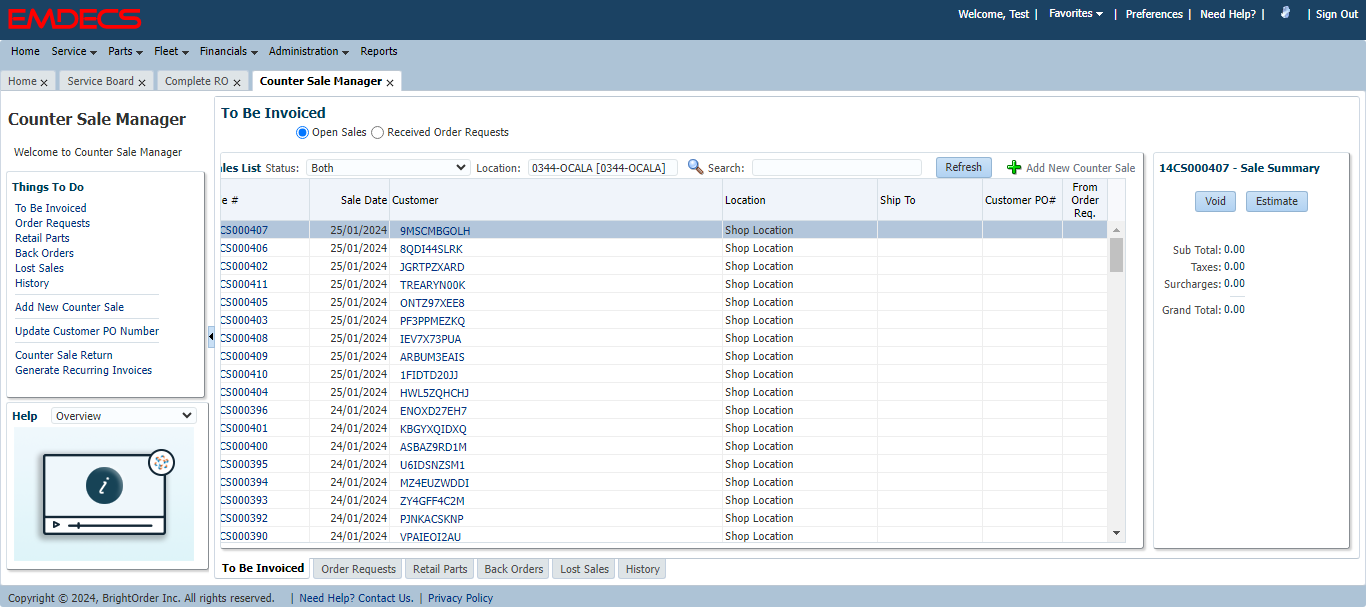 EMDECS
Welcome, Test | Favorites | Preferences | Need Help? | | Sign Out
Home Service Parts Fleet Financials Administration Reports
Home Service Board Complete RO Counter Sale Manager
Counter Sale Manager
Welcome to Counter Sale Manager
Things To Do
To Be Invoiced
Order Requests
Retail Parts
Back Orders
Lost Sales
History
Add New Counter Sale
Update Customer PO Number
Counter Sale Return
Generate Recurring Invoices
Help Overview
i
To Be Invoiced
Open Sales Received Order Requests
ales List Status: Both Location: 0344-OCALA [0344-OCALA] Search: Refresh Add New Counter Sale
e # Sale Date Customer Location Ship To Customer PO# From Order Req.
CS000407 25/01/2024 9MSCMBGOLH Shop Location
CS000406 25/01/2024 8QDI44SLRK Shop Location
CS000402 25/01/2024 JGRTPZXARD Shop Location
CS000411 25/01/2024 TREARYN00K Shop Location
CS000405 25/01/2024 ONTZ97XEE8 Shop Location
CS000403 25/01/2024 PF3PPMEZKQ Shop Location
CS000408 25/01/2024 IEV7X73PUA Shop Location
CS000409 25/01/2024 ARBUM3EAIS Shop Location
CS000410 25/01/2024 1FIDTD20JJ Shop Location
CS000404 25/01/2024 HWL5ZQHCHJ Shop Location
CS000396 24/01/2024 ENOXD27EH7 Shop Location
CS000401 24/01/2024 KBGYXQIDXQ Shop Location
CS000400 24/01/2024 ASBAZ9RD1M Shop Location
CS000395 24/01/2024 U6IDSNZSM1 Shop Location
CS000394 24/01/2024 MZ4EUZWDDI Shop Location
CS000393 24/01/2024 ZY4GFF4C2M Shop Location
CS000392 24/01/2024 PJNKACSKNP Shop Location
CS000390 24/01/2024 VPAIEOI2AU Shop Location
14CS000407 - Sale Summary
Void Estimate
Sub Total: 0.00
Taxes: 0.00
Surcharges: 0.00
Grand Total: 0.00
To Be Invoiced Order Requests Retail Parts Back Orders Lost Sales History
Copyright © 2024, BrightOrder Inc. All rights reserved. | Need Help? Contact Us. | Privacy Policy